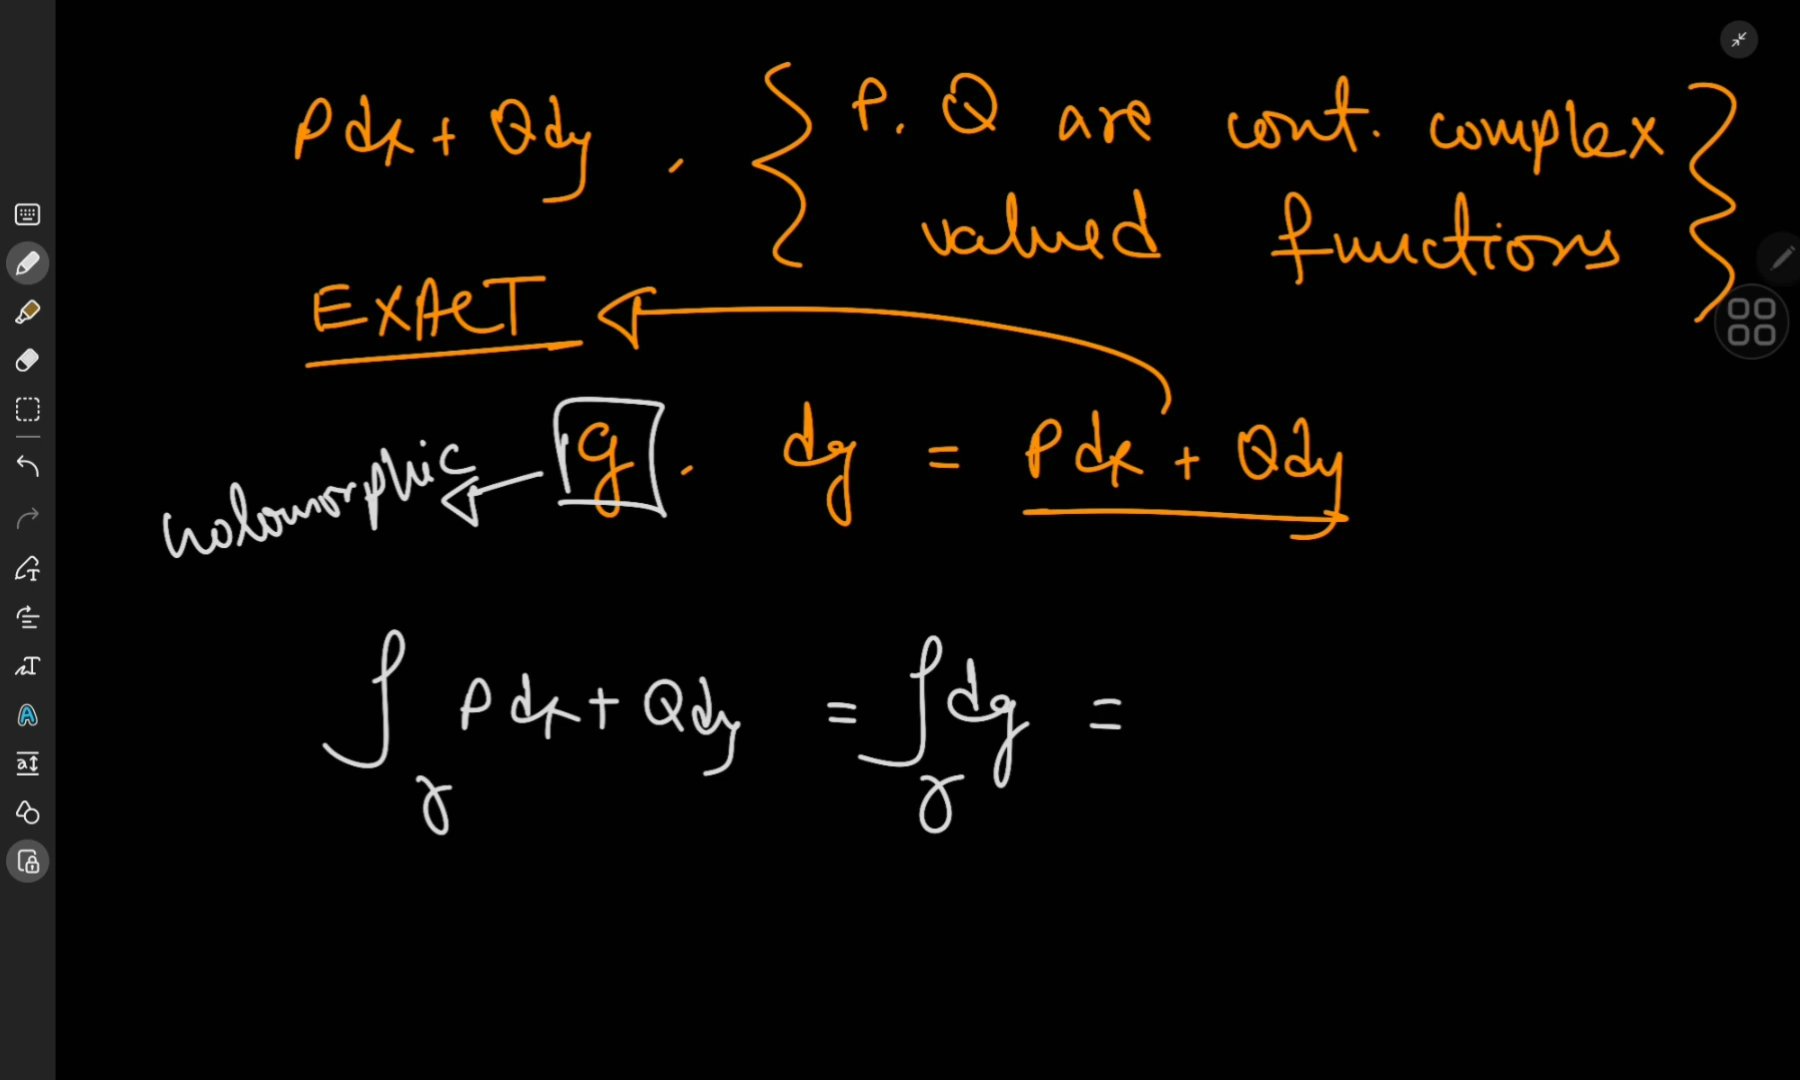 Pdx + Qdy , { P. Q are cont. complex
valued functions }
EXACT
holomorphic g . dg = Pdx + Qdy
∫γ Pdx + Qdy = ∫γ dg =